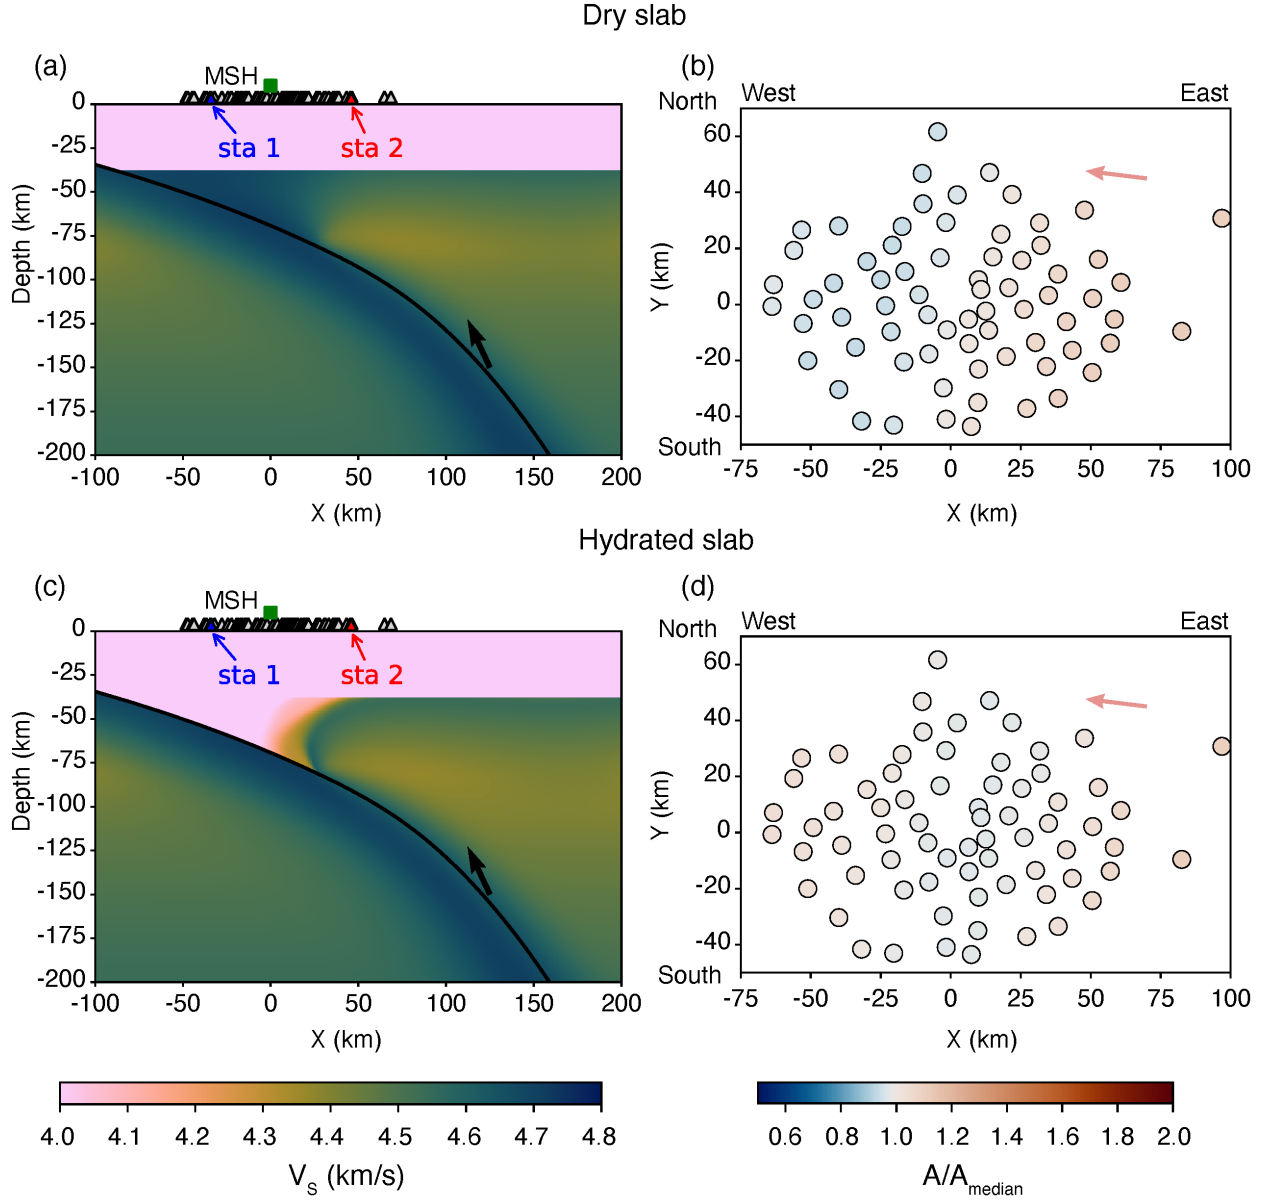 Dry slab
(a)
MSH
sta 1
sta 2
0
-25
-50
-75
-100
-125
-150
-175
-200
Depth (km)
-100 -50 0 50 100 150 200
X (km)
(b)
North
West East
60
40
20
0
-20
-40
South
Y (km)
-75 -50 -25 0 25 50 75 100
X (km)
Hydrated slab
(c)
MSH
sta 1
sta 2
0
-25
-50
-75
-100
-125
-150
-175
-200
Depth (km)
-100 -50 0 50 100 150 200
X (km)
(d)
North
West East
60
40
20
0
-20
-40
South
Y (km)
-75 -50 -25 0 25 50 75 100
X (km)
4.0 4.1 4.2 4.3 4.4 4.5 4.6 4.7 4.8
VS (km/s)
0.6 0.8 1.0 1.2 1.4 1.6 1.8 2.0
A/Amedian